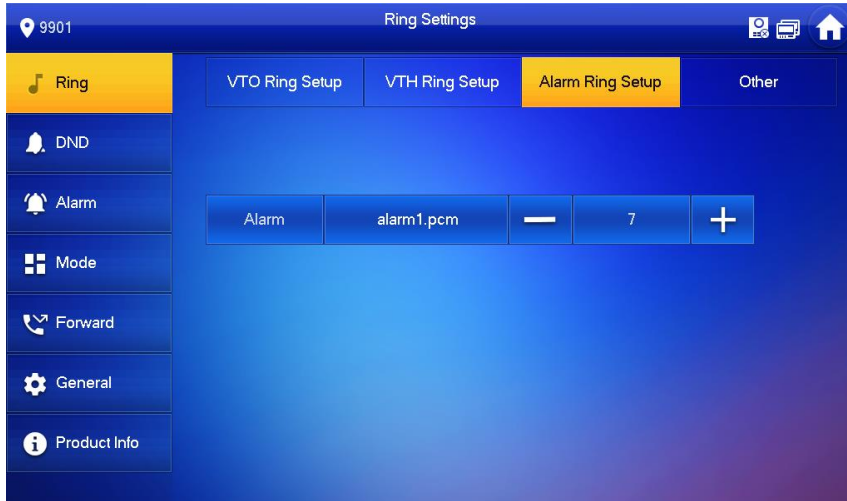 9901
Ring Settings
Ring
VTO Ring Setup
VTH Ring Setup
Alarm Ring Setup
Other
DND
Alarm
Alarm
alarm1.pcm
7
Mode
Forward
General
Product Info